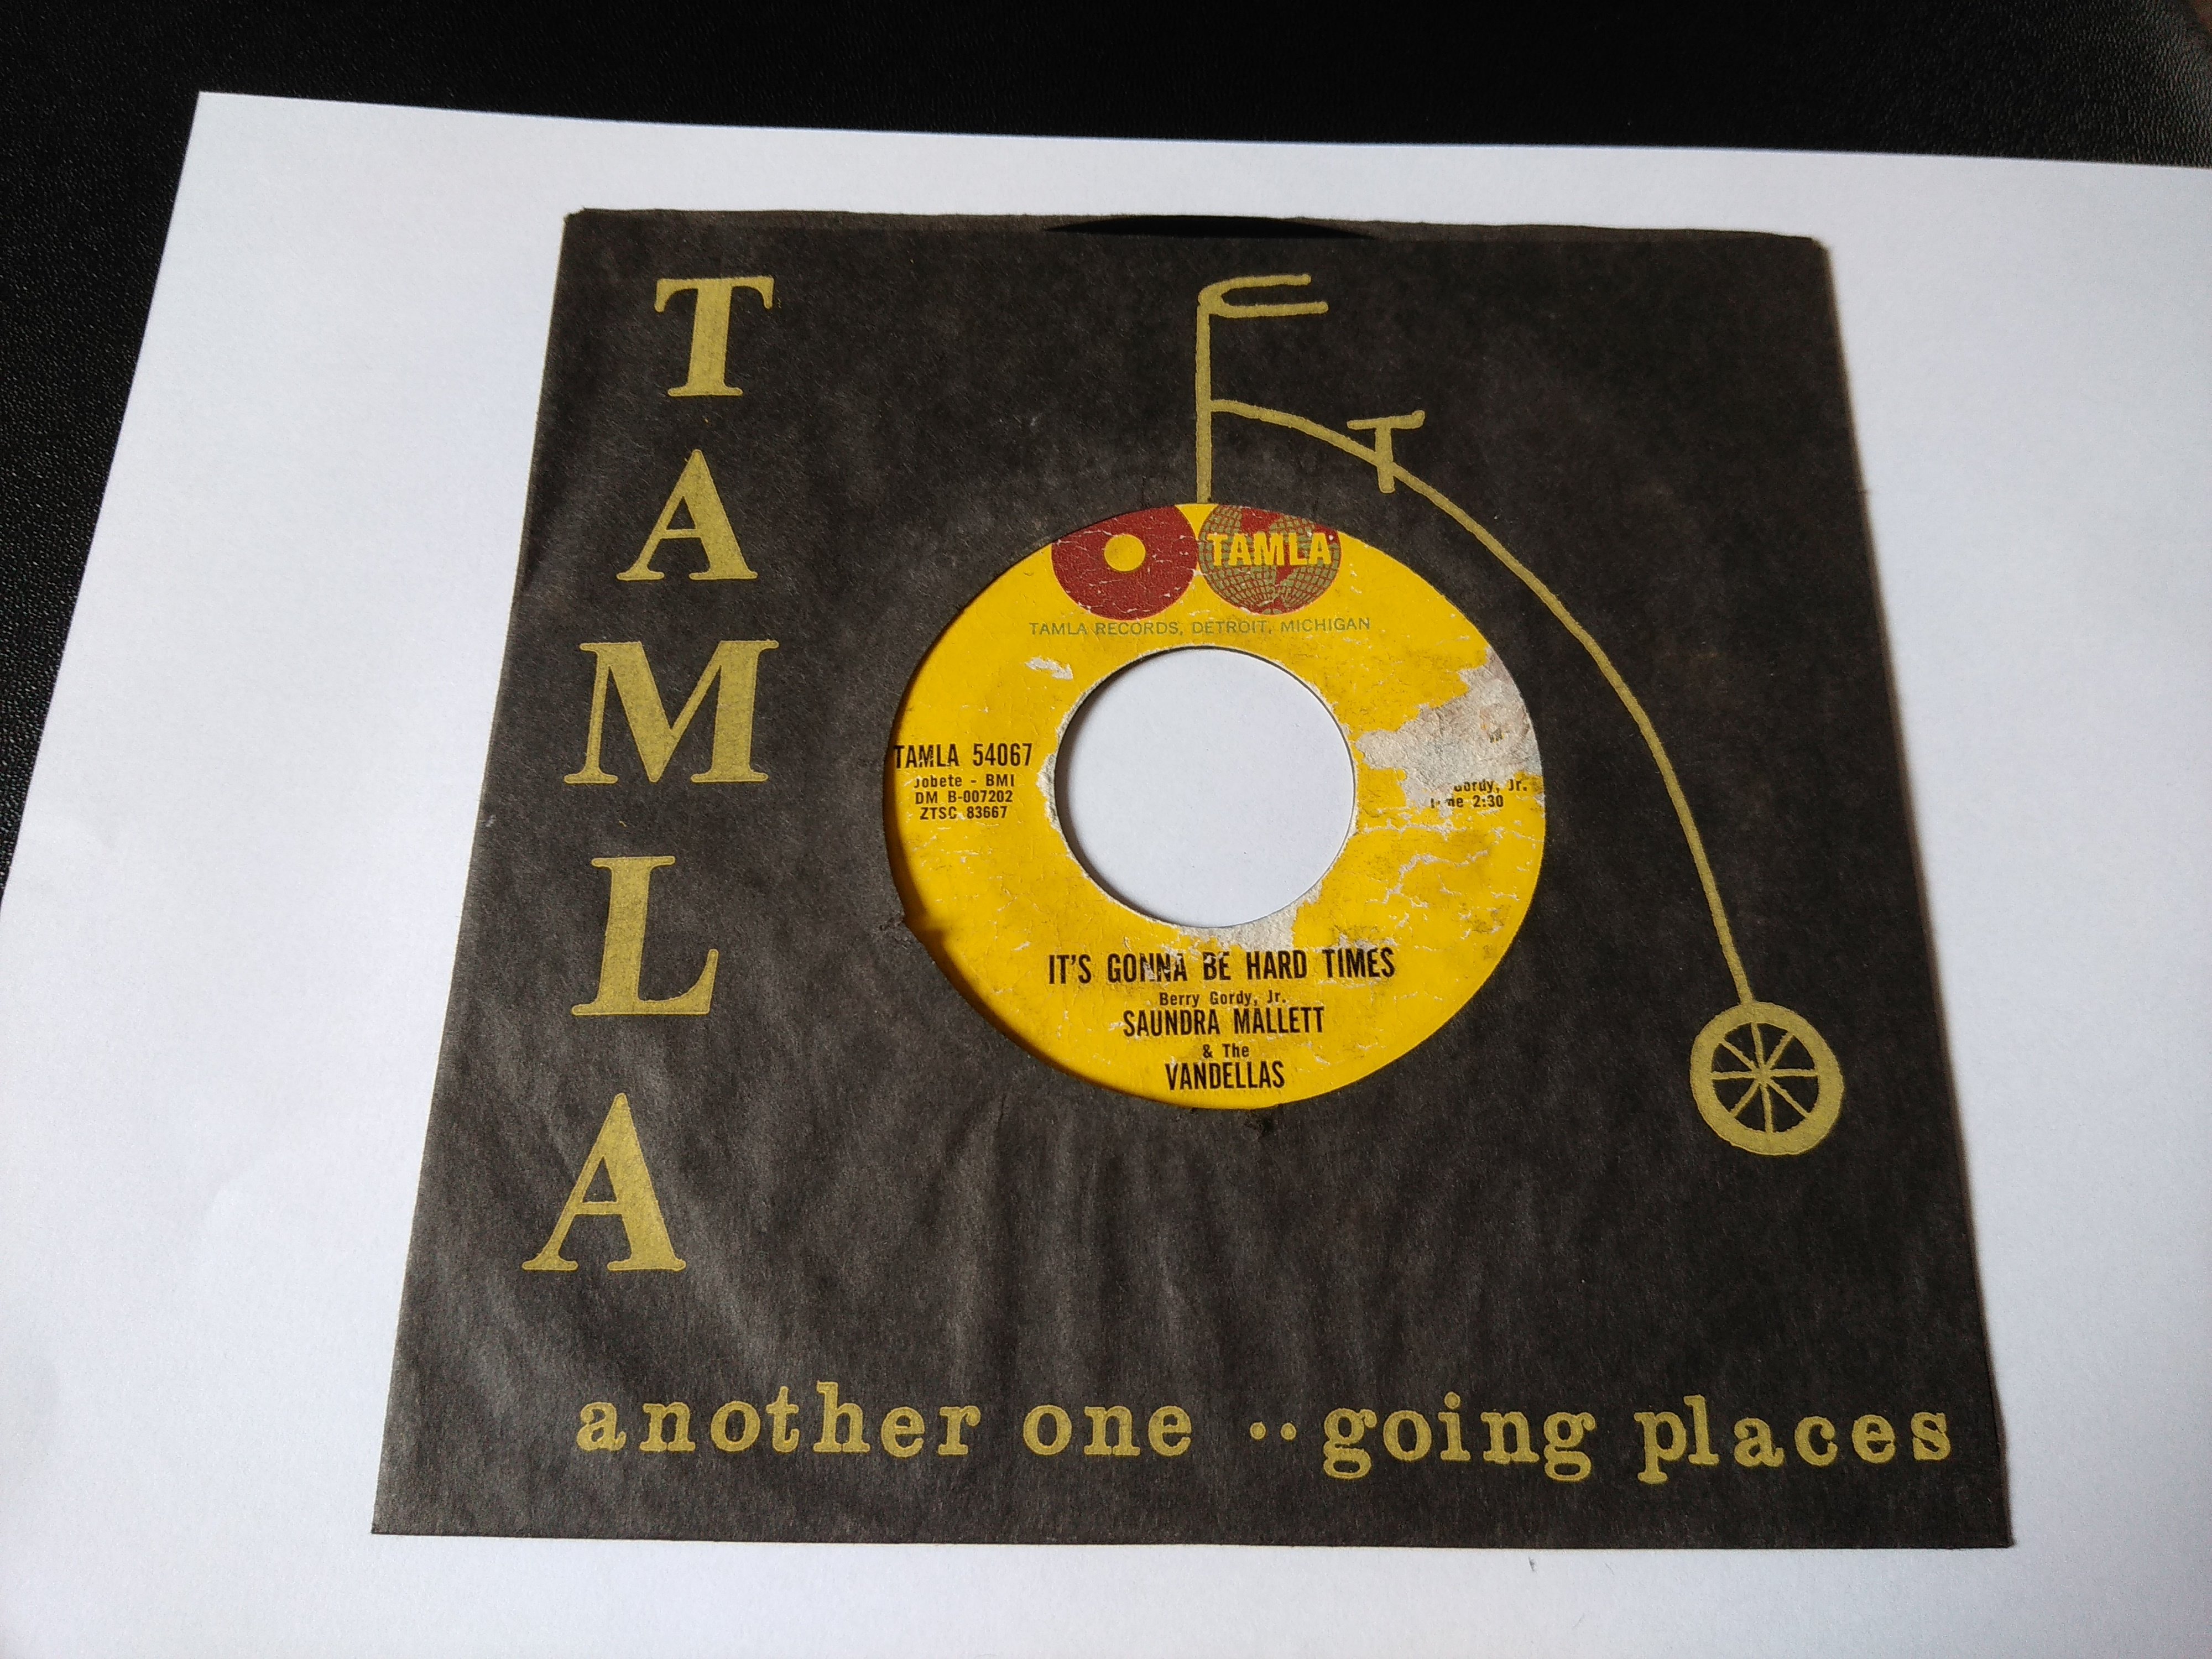 TAMLA
TAMLA
TAMLA RECORDS, DETROIT, MICHIGAN
TAMLA 54067
Jobete - BMI
DM B-007202
ZTSC 83667
Gordy, Jr.
2:30
IT'S GONNA BE HARD TIMES
Berry Gordy, Jr.
SAUNDRA MALLETT
& The
VANDELLAS
another one ..going places